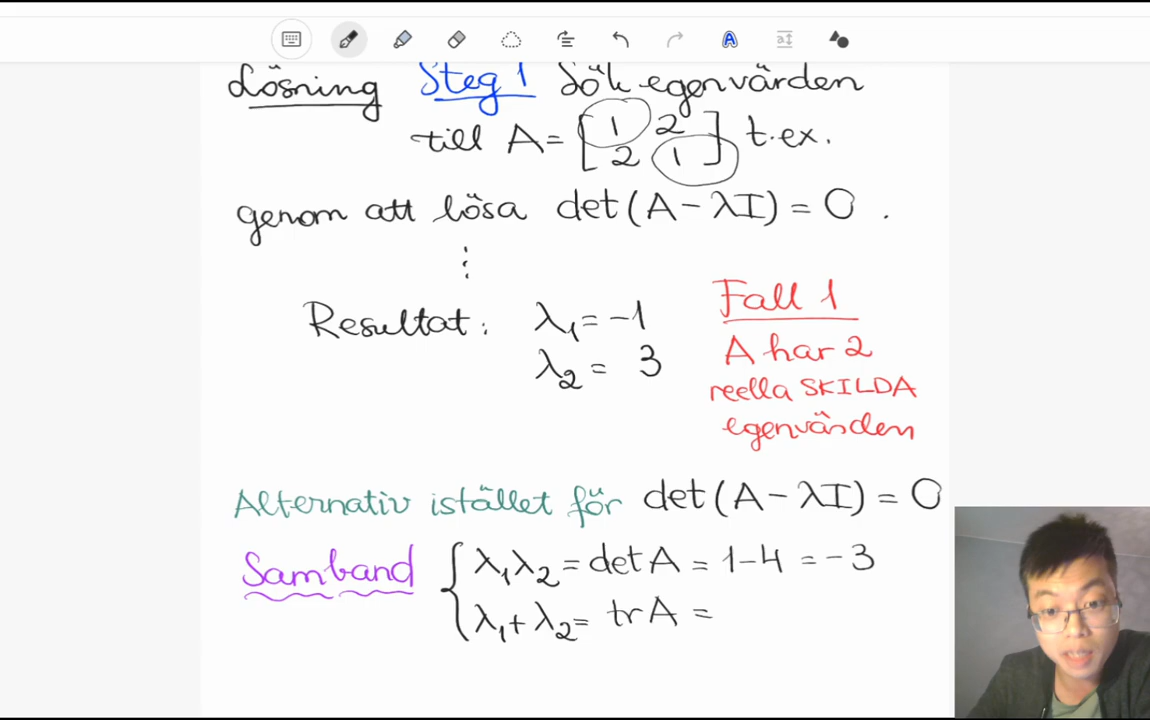 Lösning Steg 1 Sök egenvärden
till A = [1 2
2 1] t.ex.
genom att lösa det(A - λI) = 0 .
⋮
Resultat: λ₁ = -1
λ₂ = 3
Fall 1
A har 2
reella SKILDA
egenvärden
Alternativ istället för det(A - λI) = 0
Samband { λ₁λ₂ = det A = 1 - 4 = -3
λ₁ + λ₂ = tr A =